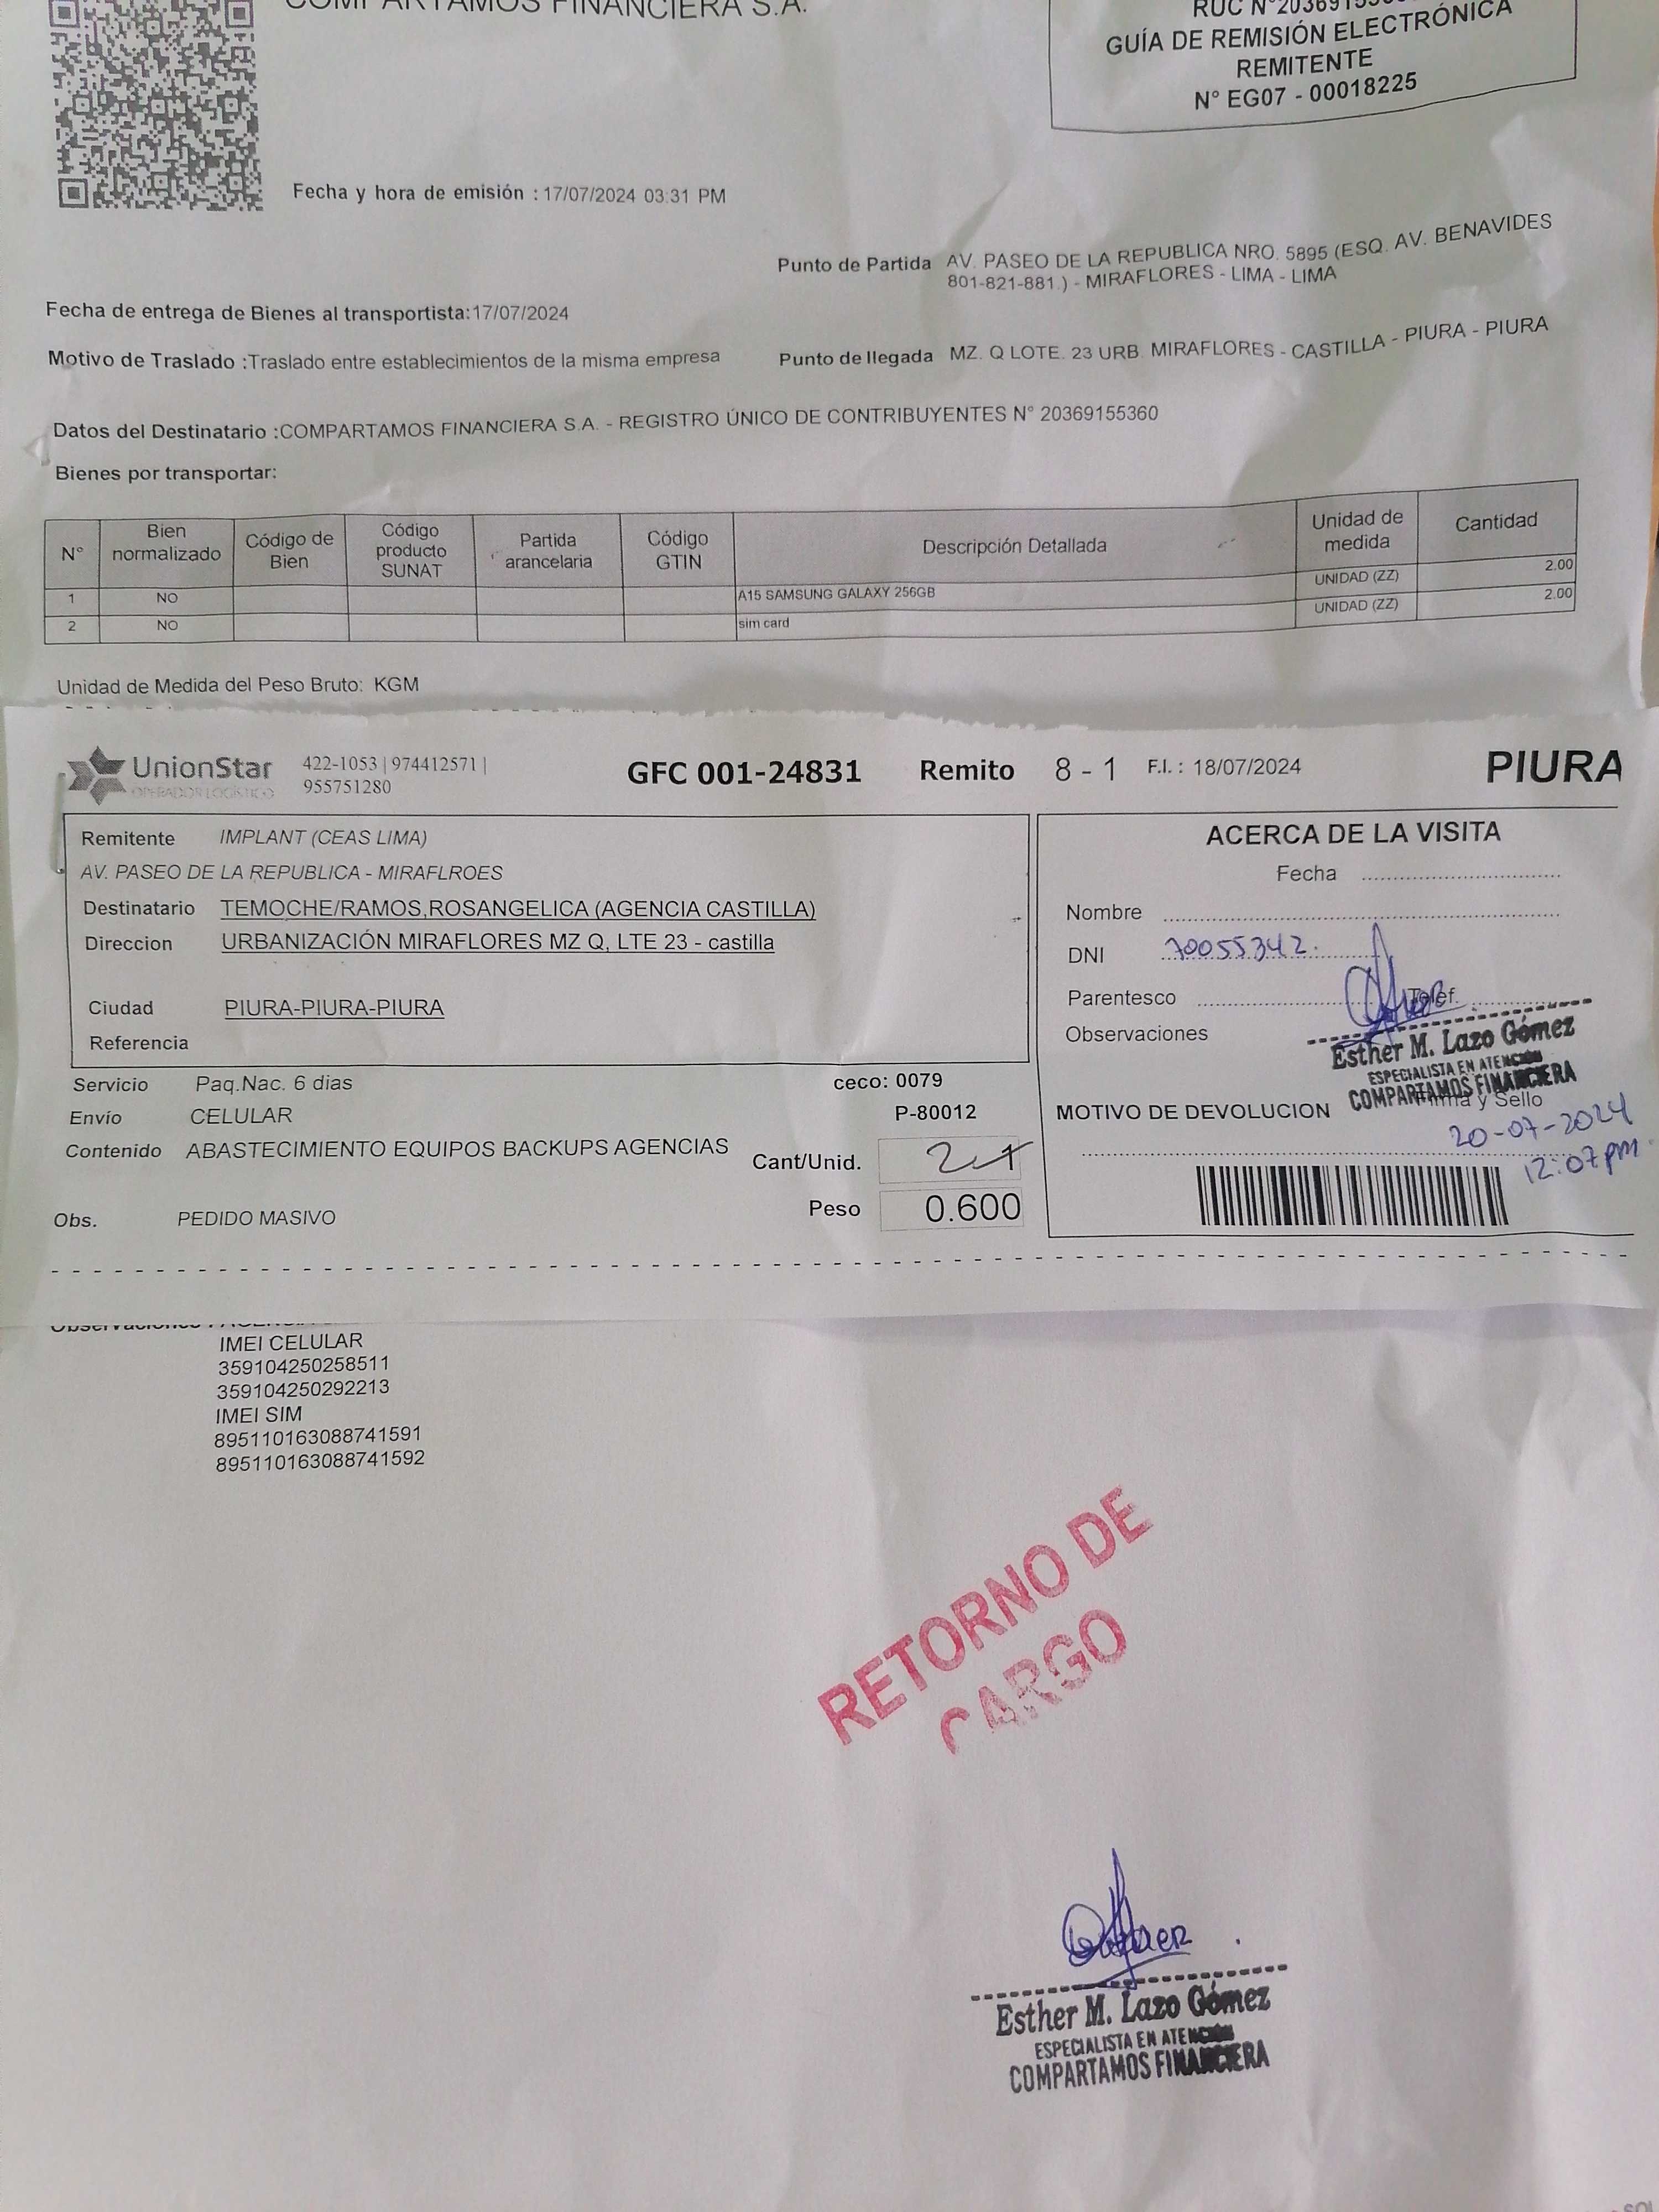 COMPARTAMOS FINANCIERA S.A.
RUC N°
GUÍA DE REMISIÓN ELECTRÓNICA
REMITENTE
N° EG07 - 00018225
Fecha y hora de emisión : 17/07/2024 03:31 PM
Punto de Partida AV. PASEO DE LA REPUBLICA NRO. 5895 (ESQ. AV. BENAVIDES
801-821-881.) - MIRAFLORES - LIMA - LIMA
Fecha de entrega de Bienes al transportista:17/07/2024
Motivo de Traslado :Traslado entre establecimientos de la misma empresa
Punto de llegada MZ. Q LOTE. 23 URB. MIRAFLORES - CASTILLA - PIURA - PIURA
Datos del Destinatario :COMPARTAMOS FINANCIERA S.A. - REGISTRO ÚNICO DE CONTRIBUYENTES N° 20369155360
Bienes por transportar:
N° Bien normalizado Código de Bien Código producto SUNAT Partida arancelaria Código GTIN Descripción Detallada Unidad de medida Cantidad
1 NO A15 SAMSUNG GALAXY 256GB UNIDAD (ZZ) 2.00
2 NO sim card UNIDAD (ZZ) 2.00
Unidad de Medida del Peso Bruto: KGM
UnionStar
OPERADOR LOGÍSTICO
422-1053 | 974412571 |
955751280
GFC 001-24831 Remito 8 - 1 F.I. : 18/07/2024 PIURA
Remitente IMPLANT (CEAS LIMA)
AV. PASEO DE LA REPUBLICA - MIRAFLROES
Destinatario TEMOCHE/RAMOS,ROSANGELICA (AGENCIA CASTILLA)
Direccion URBANIZACIÓN MIRAFLORES MZ Q, LTE 23 - castilla
Ciudad PIURA-PIURA-PIURA
Referencia
Servicio Paq.Nac. 6 dias
ceco: 0079
Envío CELULAR
P-80012
Contenido ABASTECIMIENTO EQUIPOS BACKUPS AGENCIAS
Cant/Unid.
Peso 0.600
Obs. PEDIDO MASIVO
ACERCA DE LA VISITA
Fecha
Nombre
DNI 70055342.
Parentesco Telef.
Observaciones
Esther M. Lazo Gómez
ESPECIALISTA EN ATENCIÓN
COMPARTAMOS FINANCIERA
Firma y Sello
MOTIVO DE DEVOLUCION
20-07-2024
12:07pm
Observaciones :
IMEI CELULAR
359104250258511
359104250292213
IMEI SIM
895110163088741591
895110163088741592
RETORNO DE
CARGO
Esther M. Lazo Gómez
ESPECIALISTA EN ATENCIÓN
COMPARTAMOS FINANCIERA